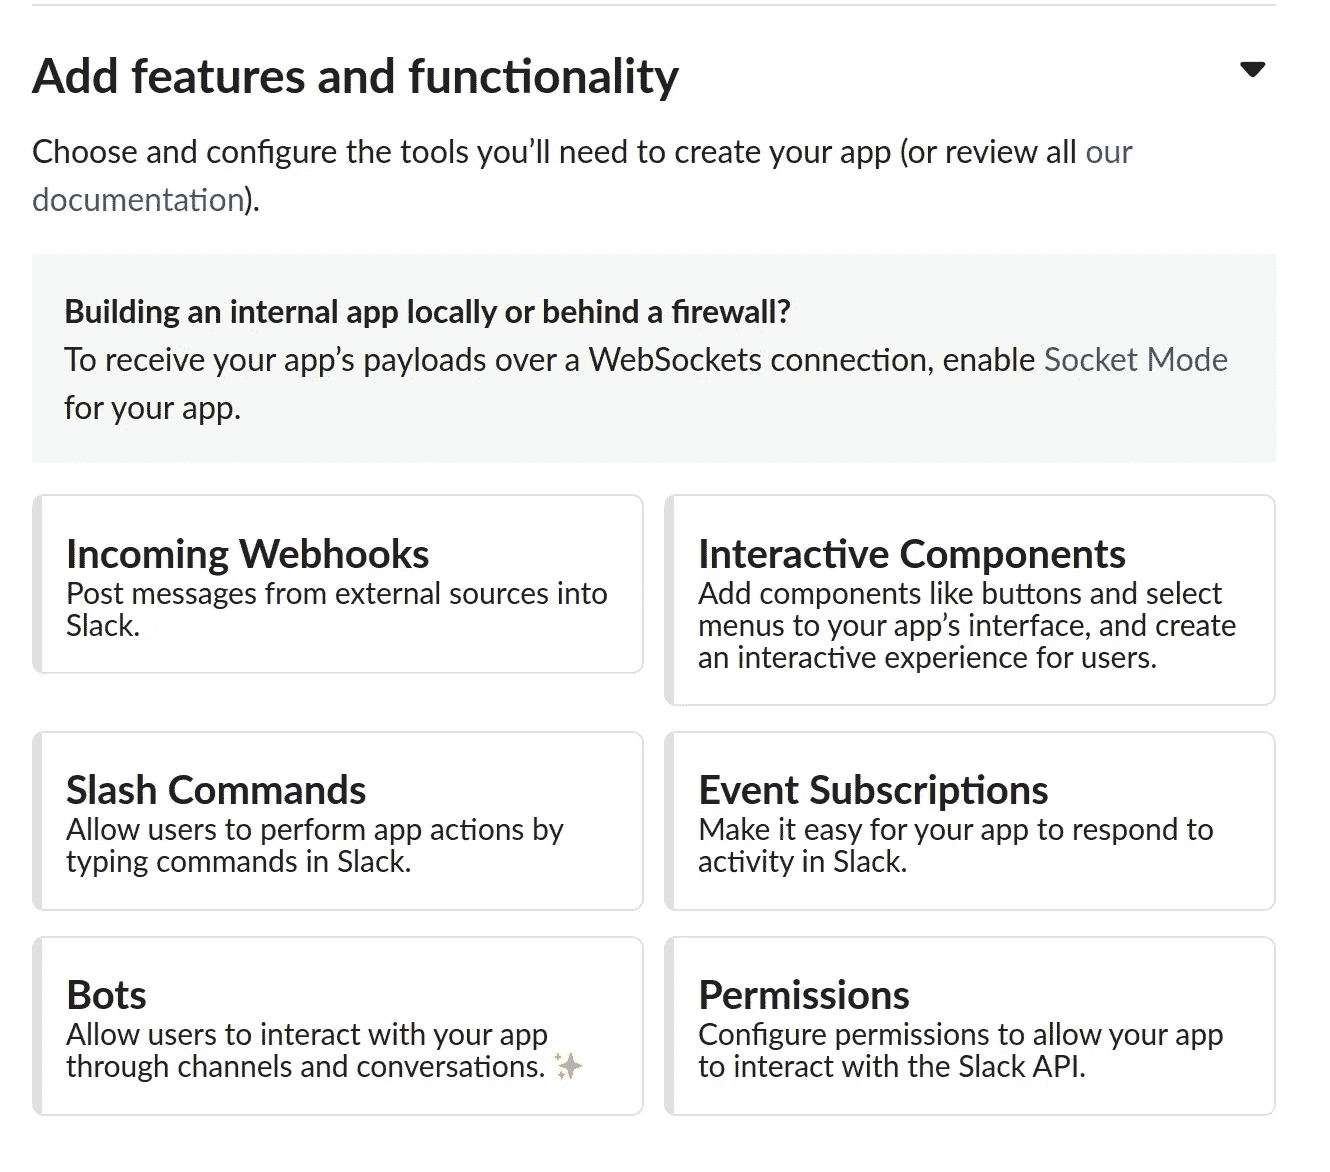 Add features and functionality
Choose and configure the tools you’ll need to create your app (or review all our
documentation).
Building an internal app locally or behind a firewall?
To receive your app’s payloads over a WebSockets connection, enable Socket Mode
for your app.
Incoming Webhooks
Post messages from external sources into
Slack.
Interactive Components
Add components like buttons and select
menus to your app’s interface, and create
an interactive experience for users.
Slash Commands
Allow users to perform app actions by
typing commands in Slack.
Event Subscriptions
Make it easy for your app to respond to
activity in Slack.
Bots
Allow users to interact with your app
through channels and conversations. ✨
Permissions
Configure permissions to allow your app
to interact with the Slack API.